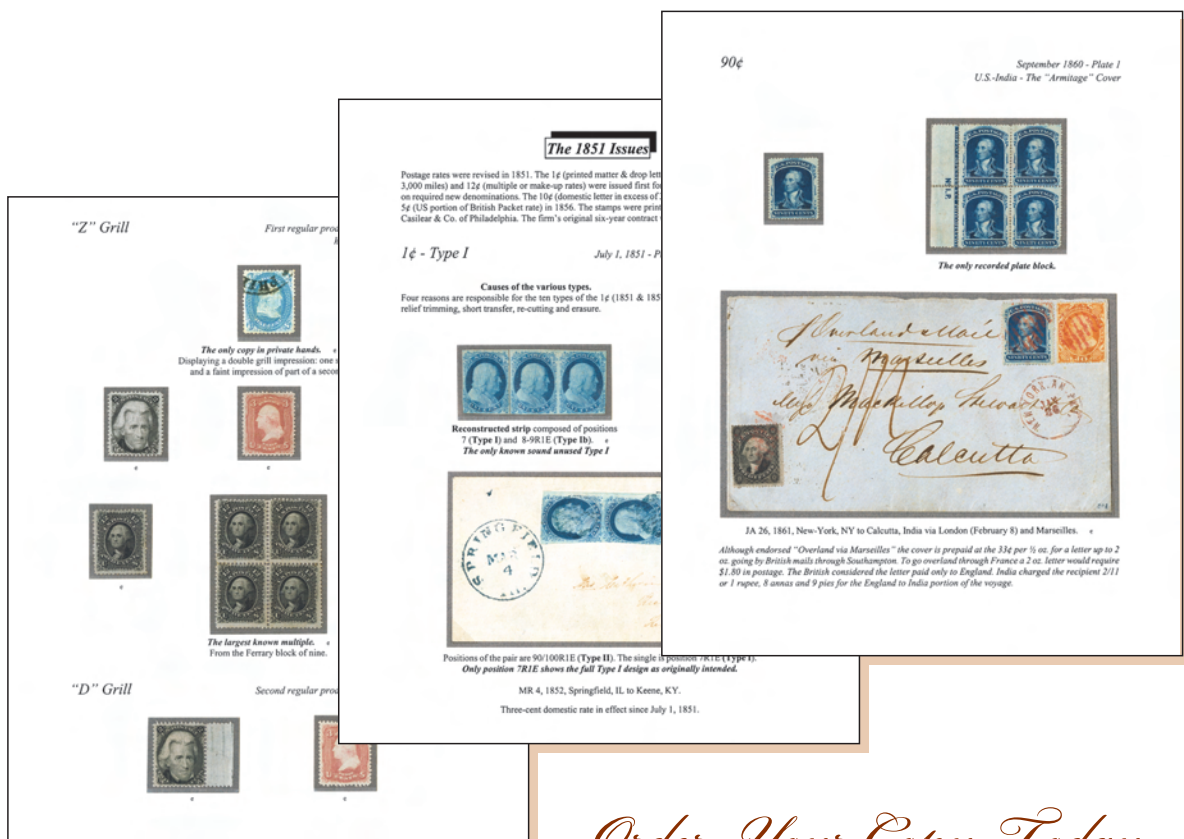 "Z" Grill
First regular prod
The only copy in private hands.
Displaying a double grill impression: one
and a faint impression of part of a secon
The largest known multiple.
From the Ferrary block of nine.
"D" Grill
Second regular prod
The 1851 Issues
Postage rates were revised in 1851. The 1¢ (printed matter & drop lett
3,000 miles) and 12¢ (multiple or make-up rates) were issued first fo
on required new denominations. The 10¢ (domestic letter in excess of
5¢ (US portion of British Packet rate) in 1856. The stamps were print
Casilear & Co. of Philadelphia. The firm's original six-year contract
1¢ - Type I
July 1, 1851 - P
Causes of the various types.
Four reasons are responsible for the ten types of the 1¢ (1851 & 185
relief trimming, short transfer, re-cutting and erasure.
Reconstructed strip composed of positions
7 (Type I) and 8-9R1E (Type Ib).
The only known sound unused Type I
SPRINGFIELD
MAR
4
Positions of the pair are 90/100R1E (Type II). The single is position 7R1E (Type I).
Only position 7R1E shows the full Type I design as originally intended.
MR 4, 1852, Springfield, IL to Keene, KY.
Three-cent domestic rate in effect since July 1, 1851.
90¢
September 1860 - Plate 1
U.S.-India - The "Armitage" Cover
U.S. POSTAGE
NINETY CENTS
No. 1. P.
The only recorded plate block.
Overland Mail
via Marseilles
Calcutta
JA 26, 1861, New-York, NY to Calcutta, India via London (February 8) and Marseilles.
Although endorsed "Overland via Marseilles" the cover is prepaid at the 33¢ per ½ oz. for a letter up to 2
oz. going by British mails through Southampton. To go overland through France a 2 oz. letter would require
$1.80 in postage. The British considered the letter paid only to England. India charged the recipient 2/11
or 1 rupee, 8 annas and 9 pies for the England to India portion of the voyage.
Order Your Copy Today